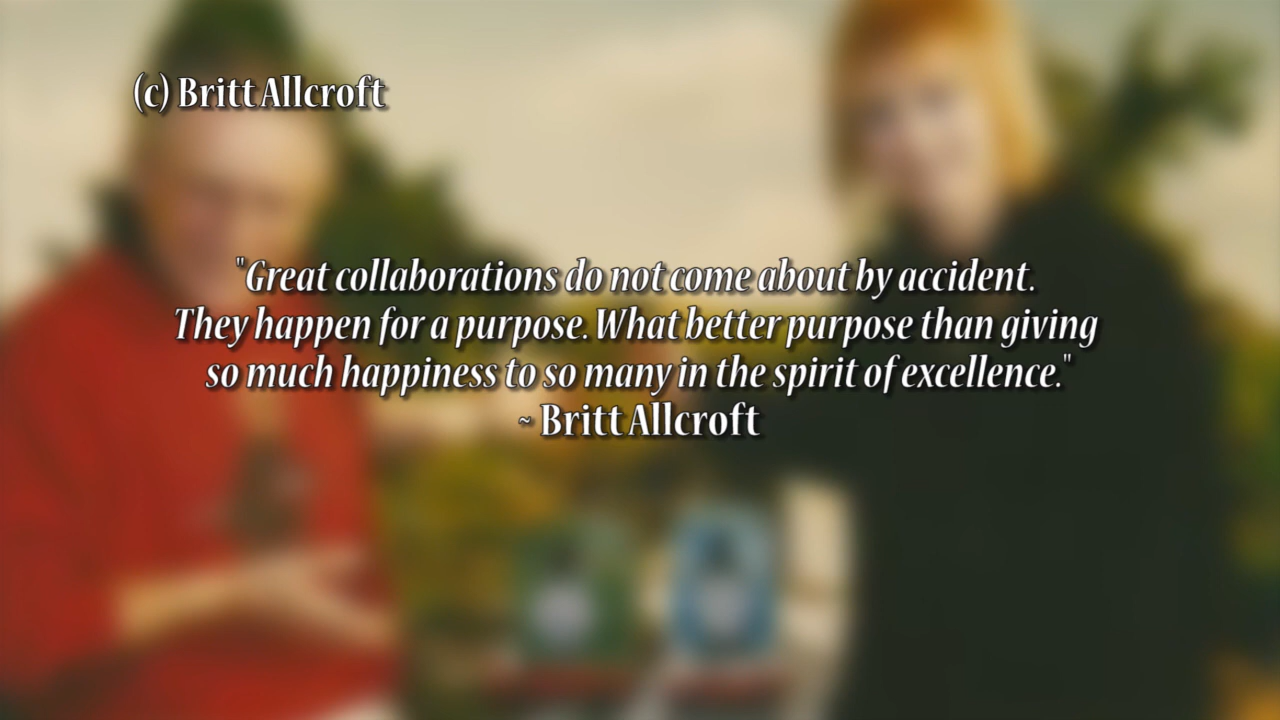 (c) Britt Allcroft
"Great collaborations do not come about by accident.
They happen for a purpose. What better purpose than giving
so much happiness to so many in the spirit of excellence."
~ Britt Allcroft